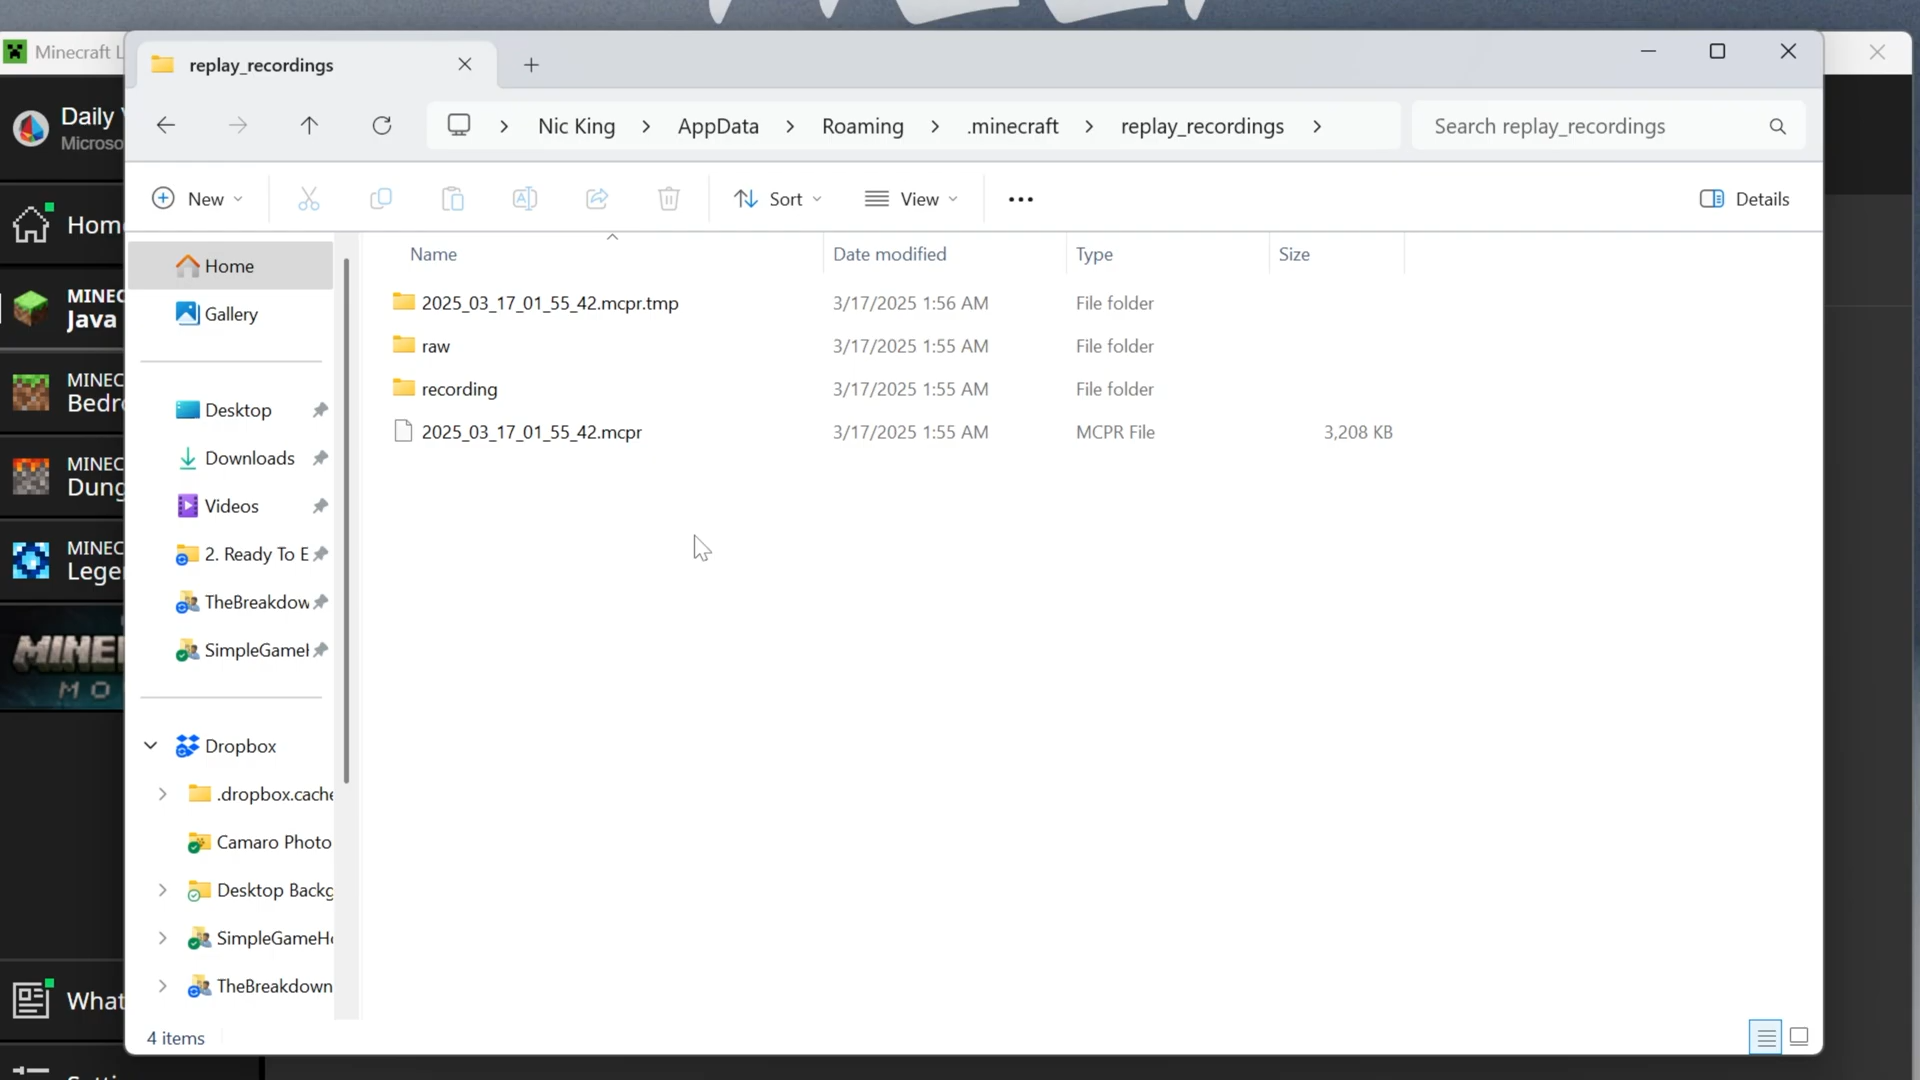 Minecraft L
replay_recordings
Daily V
Microso
Nic King
AppData
Roaming
.minecraft
replay_recordings
Search replay_recordings
New
Sort
View
Details
Home
MINEC
Java
MINEC
Bedr
MINEC
Dung
MINEC
Lege
MINE
MO
What
Home
Gallery
Desktop
Downloads
Videos
2. Ready To E
TheBreakdow
SimpleGameH
Dropbox
.dropbox.cache
Camaro Photo
Desktop Backg
SimpleGameHo
TheBreakdown
Name Date modified Type Size
2025_03_17_01_55_42.mcpr.tmp 3/17/2025 1:56 AM File folder
raw 3/17/2025 1:55 AM File folder
recording 3/17/2025 1:55 AM File folder
2025_03_17_01_55_42.mcpr 3/17/2025 1:55 AM MCPR File 3,208 KB
4 items